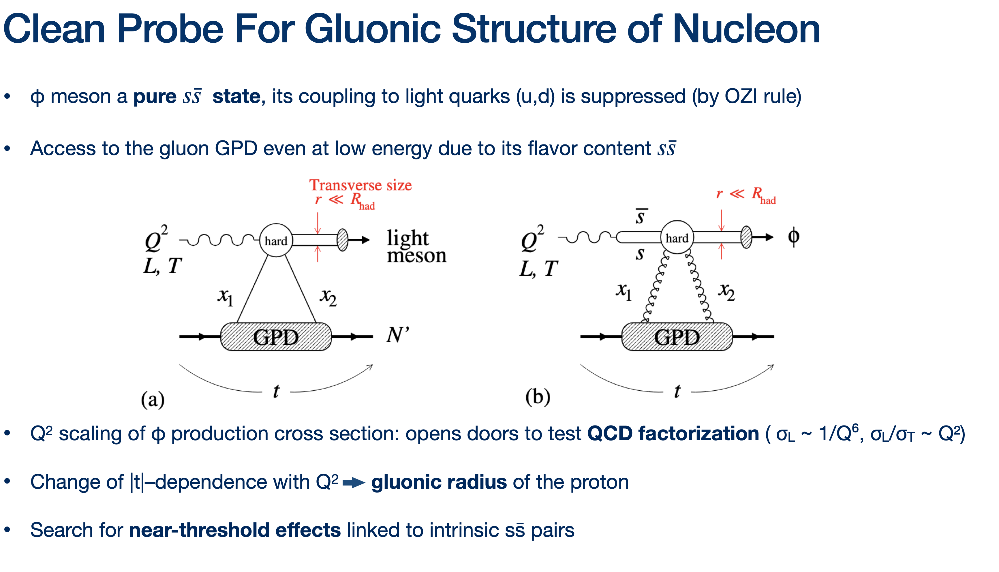 Clean Probe For Gluonic Structure of Nucleon
• ϕ meson a pure ss̄ state, its coupling to light quarks (u,d) is suppressed (by OZI rule)
• Access to the gluon GPD even at low energy due to its flavor content ss̄
Transverse size
r ≪ R_had
Q²
L, T
hard
light
meson
x₁
x₂
GPD
N’
t
(a)
r ≪ R_had
s̄
Q²
L, T
hard
ϕ
s
x₁
x₂
GPD
t
(b)
• Q² scaling of ϕ production cross section: opens doors to test QCD factorization ( σL ~ 1/Q⁶, σL/σT ~ Q²)
• Change of |t|–dependence with Q² ➡ gluonic radius of the proton
• Search for near-threshold effects linked to intrinsic ss̄ pairs